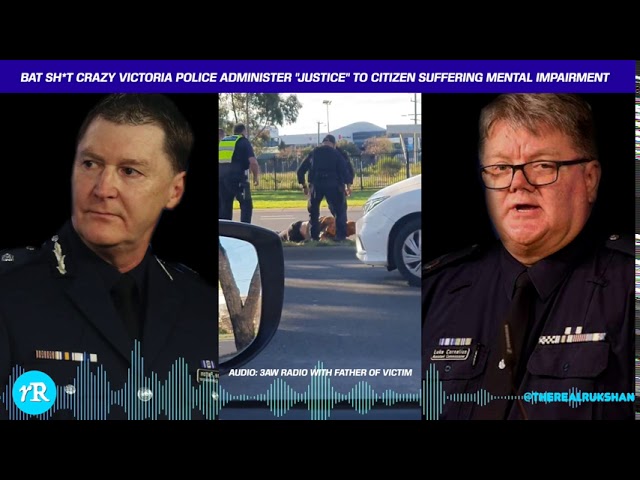 BAT SH*T CRAZY VICTORIA POLICE ADMINISTER "JUSTICE" TO CITIZEN SUFFERING MENTAL IMPAIRMENT
Luke Cornelius
AUDIO: 3AW RADIO WITH FATHER OF VICTIM
rR
@THEREALRUKSHAN